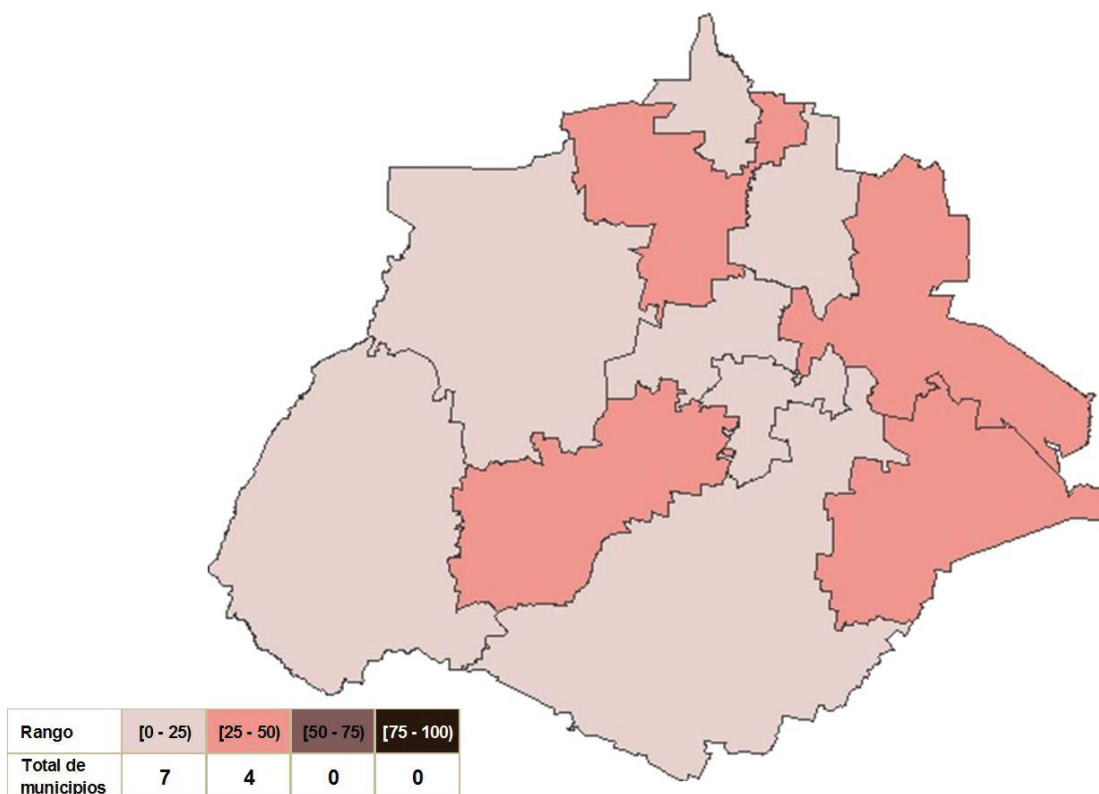 Rango [0 - 25) [25 - 50) [50 - 75) [75 - 100)
Total de municipios 7 4 0 0